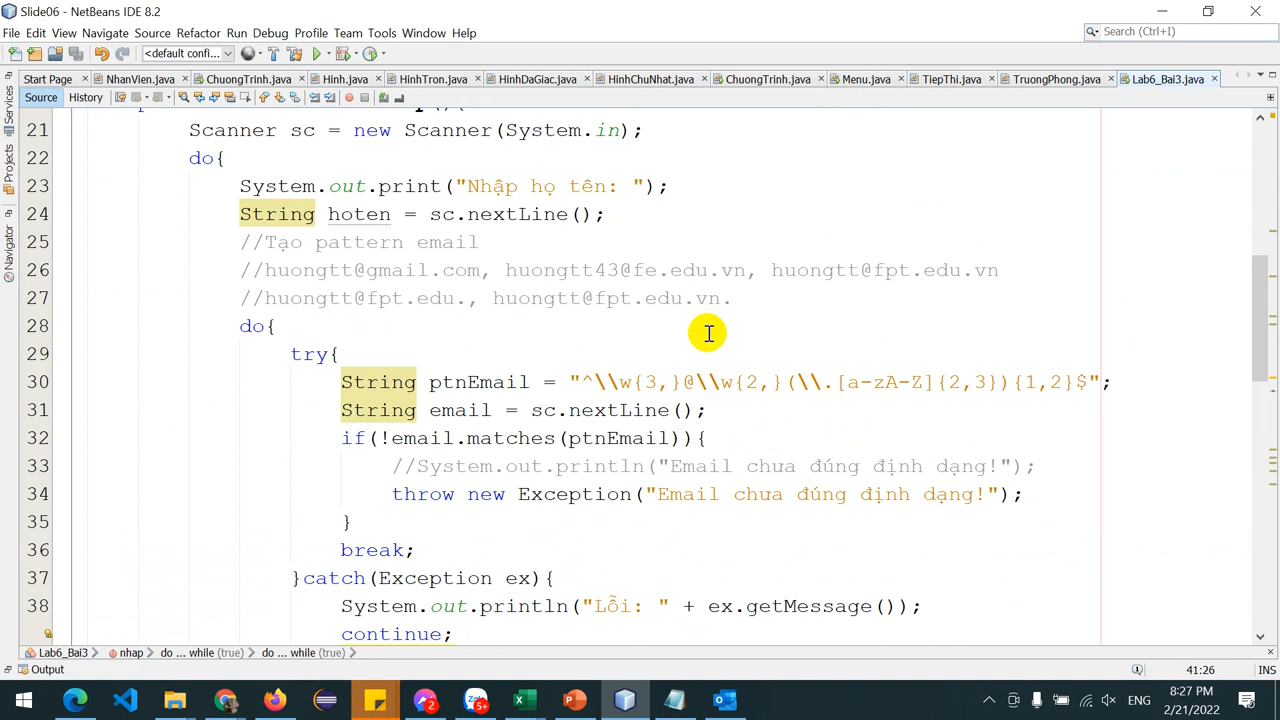 Slide06 - NetBeans IDE 8.2
File Edit View Navigate Source Refactor Run Debug Profile Team Tools Window Help
Search (Ctrl+I)
<default confi...
Start Page NhanVien.java ChuongTrinh.java Hinh.java HinhTron.java HinhDaGiac.java HinhChuNhat.java ChuongTrinh.java Menu.java TiepThi.java TruongPhong.java Lab6_Bai3.java
Source History
Services
Projects
Navigator
21 Scanner sc = new Scanner(System.in);
22 do{
23 System.out.print("Nhập họ tên: ");
24 String hoten = sc.nextLine();
25 //Tạo pattern email
26 //huongtt@gmail.com, huongtt43@fe.edu.vn, huongtt@fpt.edu.vn
27 //huongtt@fpt.edu., huongtt@fpt.edu.vn.
28 do{
29 try{
30 String ptnEmail = "^\\w{3,}@\\w{2,}(\\.[a-zA-Z]{2,3}){1,2}$";
31 String email = sc.nextLine();
32 if(!email.matches(ptnEmail)){
33 //System.out.println("Email chưa đúng định dạng!");
34 throw new Exception("Email chưa đúng định dạng!");
35 }
36 break;
37 }catch(Exception ex){
38 System.out.println("Lỗi: " + ex.getMessage());
continue;
Lab6_Bai3 nhap do ... while (true) do ... while (true)
Output
41:26 INS
2
5+
ENG
8:27 PM
2/21/2022